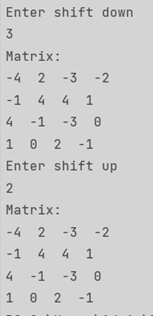 Enter shift down
3
Matrix:
-4 2 -3 -2
-1 4 4 1
4 -1 -3 0
1 0 2 -1
Enter shift up
2
Matrix:
-4 2 -3 -2
-1 4 4 1
4 -1 -3 0
1 0 2 -1